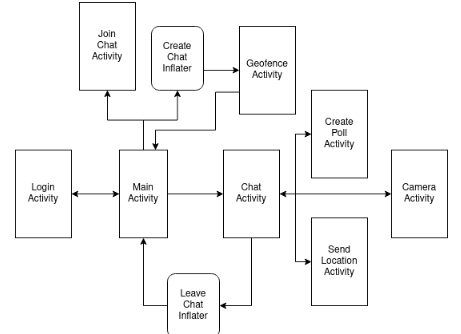 Join
Chat
Activity
Create
Chat
Inflater
Geofence
Activity
Create
Poll
Activity
Login
Activity
Main
Activity
Chat
Activity
Camera
Activity
Send
Location
Activity
Leave
Chat
Inflater